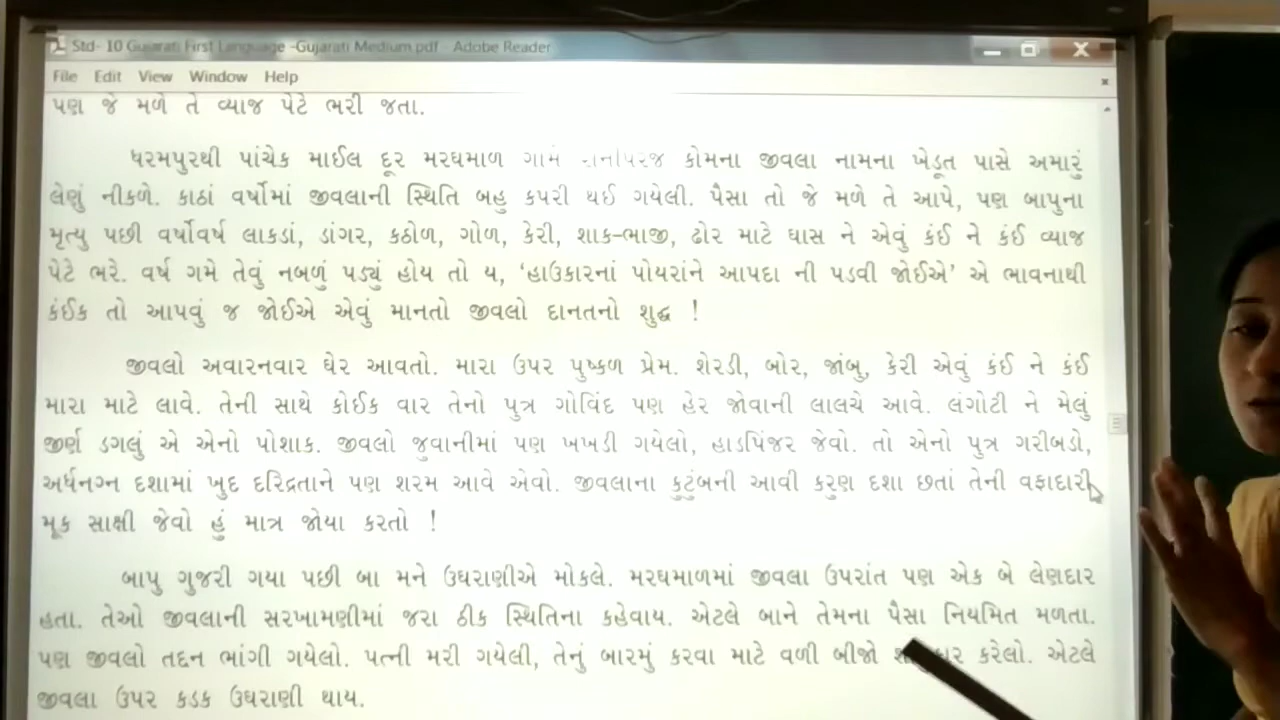 Std- 10 Gujarati First Language -Gujarati Medium.pdf - Adobe Reader
File Edit View Window Help
પણ જે મળે તે વ્યાજ પેટે ભરી જતા.
ધરમપુરથી પાંચેક માઈલ દૂર મરઘમાળ ગામે રાનીપરજ કોમના જીવલા નામના ખેડૂત પાસે અમારું
લેણું નીકળે. કાઠાં વર્ષોમાં જીવલાની સ્થિતિ બહુ કપરી થઈ ગયેલી. પૈસા તો જે મળે તે આપે, પણ બાપુના
મૃત્યુ પછી વર્ષોવર્ષ લાકડાં, ડાંગર, કઠોળ, ગોળ, કેરી, શાક-ભાજી, ઢોર માટે ઘાસ ને એવું કંઈ ને કંઈ વ્યાજ
પેટે ભરે. વર્ષ ગમે તેવું નબળું પડ્યું હોય તો ય, ‘હાઉકારનાં પોયરાંને આપદા ની પડવી જોઈએ’ એ ભાવનાથી
કંઈક તો આપવું જ જોઈએ એવું માનતો જીવલો દાનતનો શુદ્ધ !
જીવલો અવારનવાર ઘેર આવતો. મારા ઉપર પુષ્કળ પ્રેમ. શેરડી, બોર, જાંબુ, કેરી એવું કંઈ ને કંઈ
મારા માટે લાવે. તેની સાથે કોઈક વાર તેનો પુત્ર ગોવિંદ પણ હેર જોવાની લાલચે આવે. લંગોટી ને મેલું
જીર્ણ ડગલું એ એનો પોશાક. જીવલો જુવાનીમાં પણ ખખડી ગયેલો, હાડપિંજર જેવો. તો એનો પુત્ર ગરીબડો,
અર્ધનગ્ન દશામાં ખુદ દરિદ્રતાને પણ શરમ આવે એવો. જીવલાના કુટુંબની આવી કરુણ દશા છતાં તેની વફાદારી
મૂક સાક્ષી જેવો હું માત્ર જોયા કરતો !
બાપુ ગુજરી ગયા પછી બા મને ઉઘરાણીએ મોકલે. મરઘમાળમાં જીવલા ઉપરાંત પણ એક બે લેણદાર
હતા. તેઓ જીવલાની સરખામણીમાં જરા ઠીક સ્થિતિના કહેવાય. એટલે બાને તેમના પૈસા નિયમિત મળતા.
પણ જીવલો તદ્દન ભાંગી ગયેલો. પત્ની મરી ગયેલી, તેનું બારમું કરવા માટે વળી બીજો કરેલો. એટલે
જીવલા ઉપર કડક ઉઘરાણી થાય.